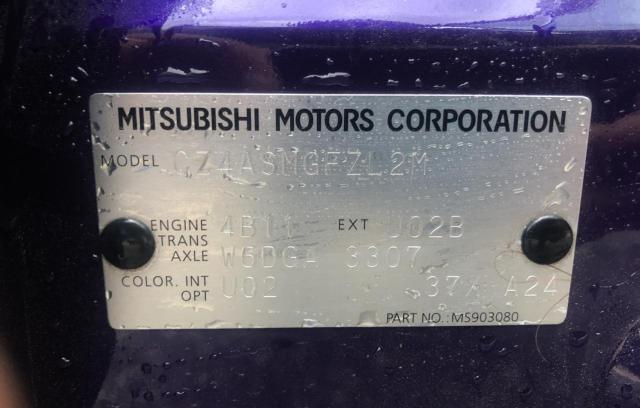 MITSUBISHI MOTORS CORPORATION
MODEL CZ4ASMGFZL2M
ENGINE 4B11 EXT U02B
TRANS
AXLE W6DGA 3307
COLOR. INT U02 37X A24
OPT
PART NO.: MS903080